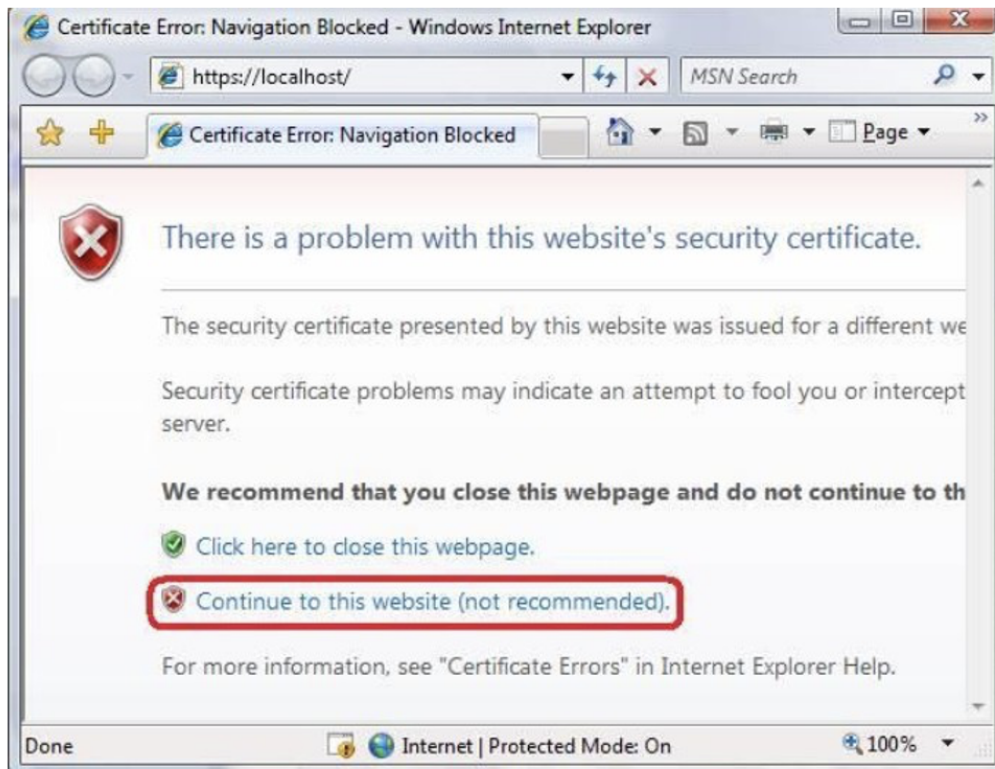 Certificate Error: Navigation Blocked - Windows Internet Explorer
https://localhost/
MSN Search
Certificate Error: Navigation Blocked
Page
There is a problem with this website's security certificate.
The security certificate presented by this website was issued for a different we
Security certificate problems may indicate an attempt to fool you or intercept
server.
We recommend that you close this webpage and do not continue to th
Click here to close this webpage.
Continue to this website (not recommended).
For more information, see "Certificate Errors" in Internet Explorer Help.
Done
Internet | Protected Mode: On
100%